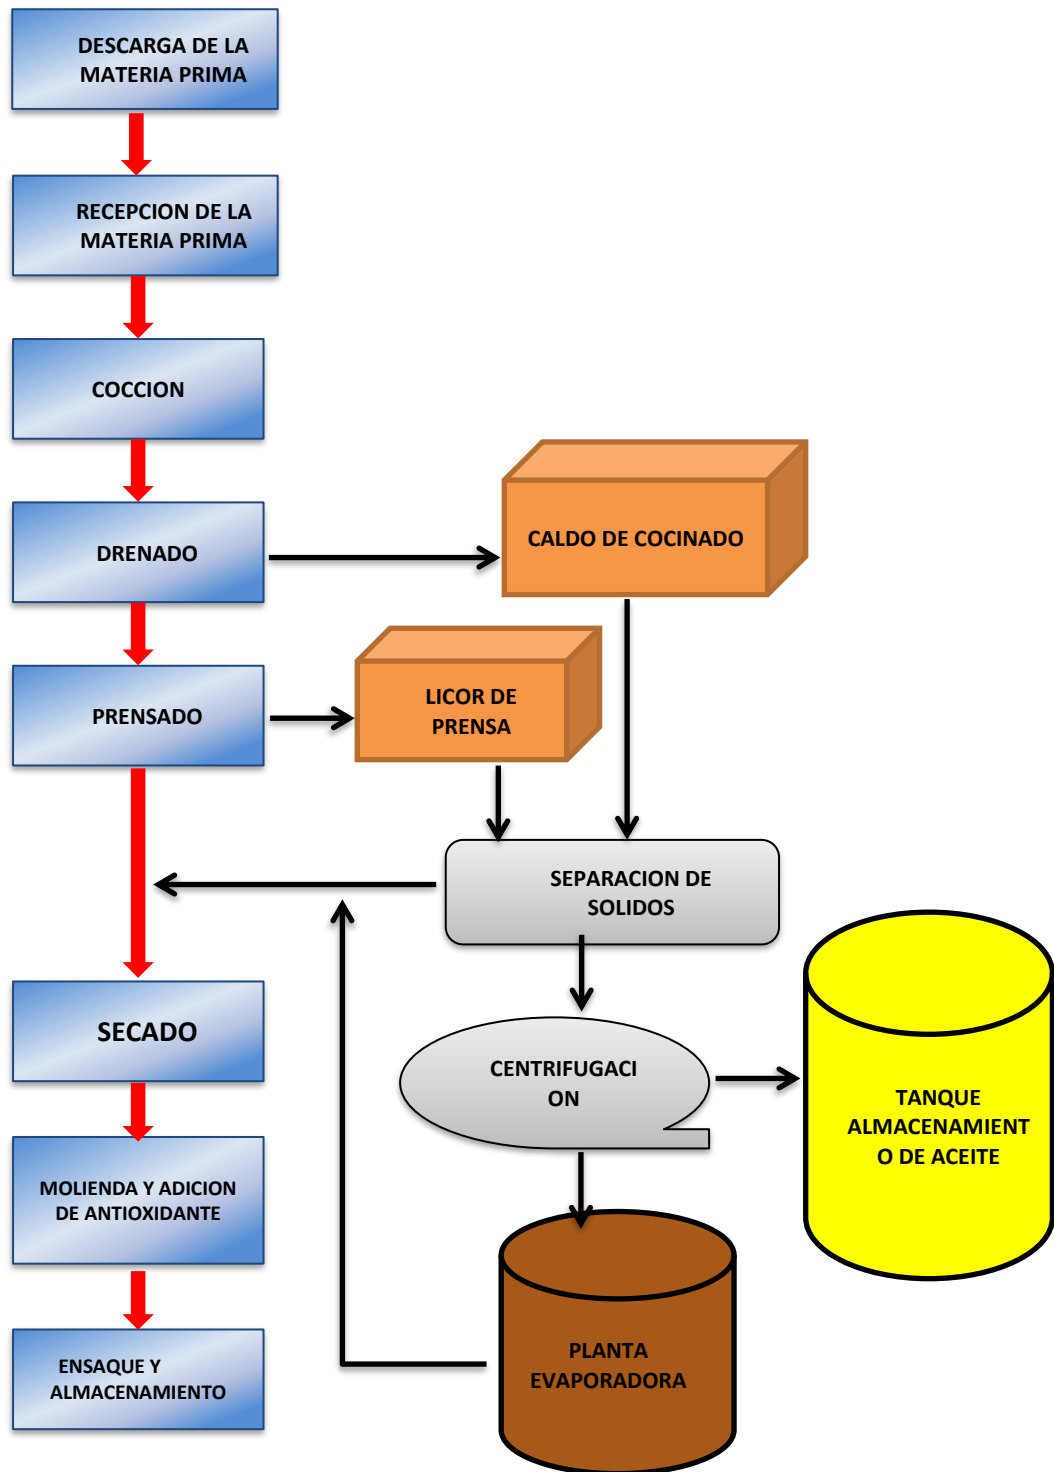 DESCARGA DE LA
MATERIA PRIMA
RECEPCION DE LA
MATERIA PRIMA
COCCION
DRENADO
CALDO DE COCINADO
PRENSADO
LICOR DE
PRENSA
SEPARACION DE
SOLIDOS
SECADO
CENTRIFUGACI
ON
TANQUE
ALMACENAMIENT
O DE ACEITE
MOLIENDA Y ADICION
DE ANTIOXIDANTE
PLANTA
EVAPORADORA
ENSAQUE Y
ALMACENAMIENTO